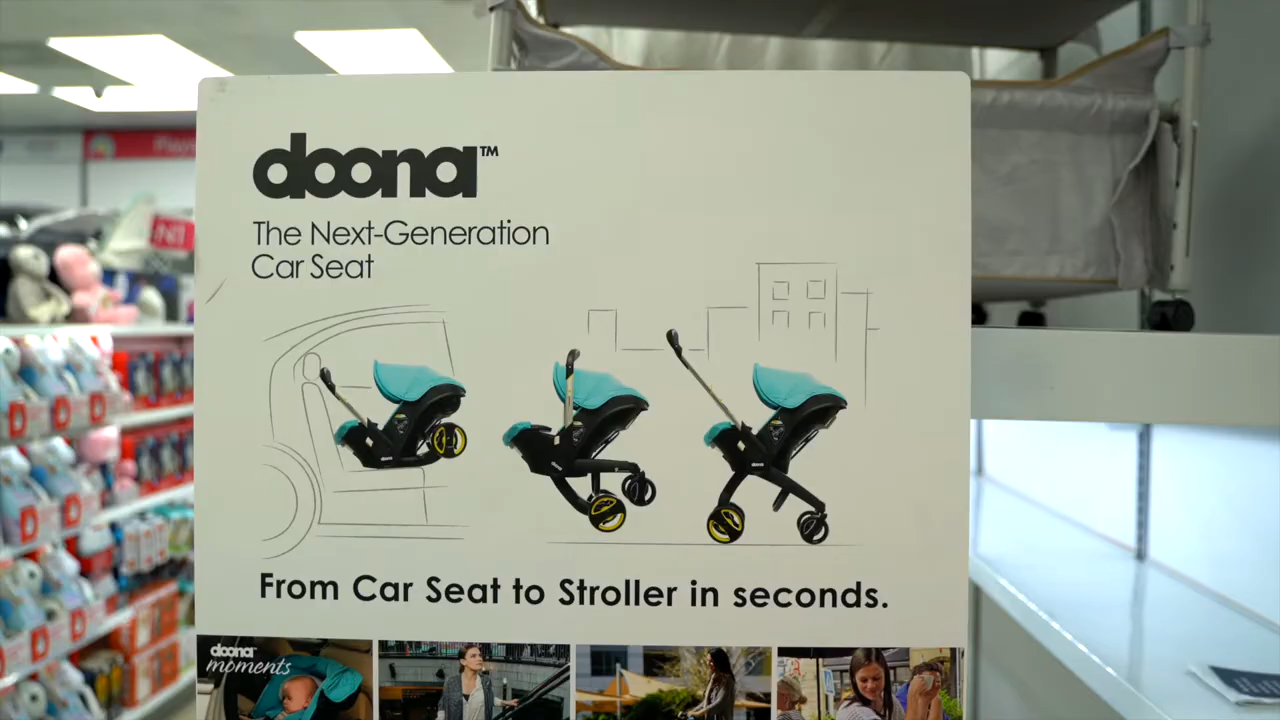 doona™
The Next-Generation
Car Seat
From Car Seat to Stroller in seconds.
doona
moments